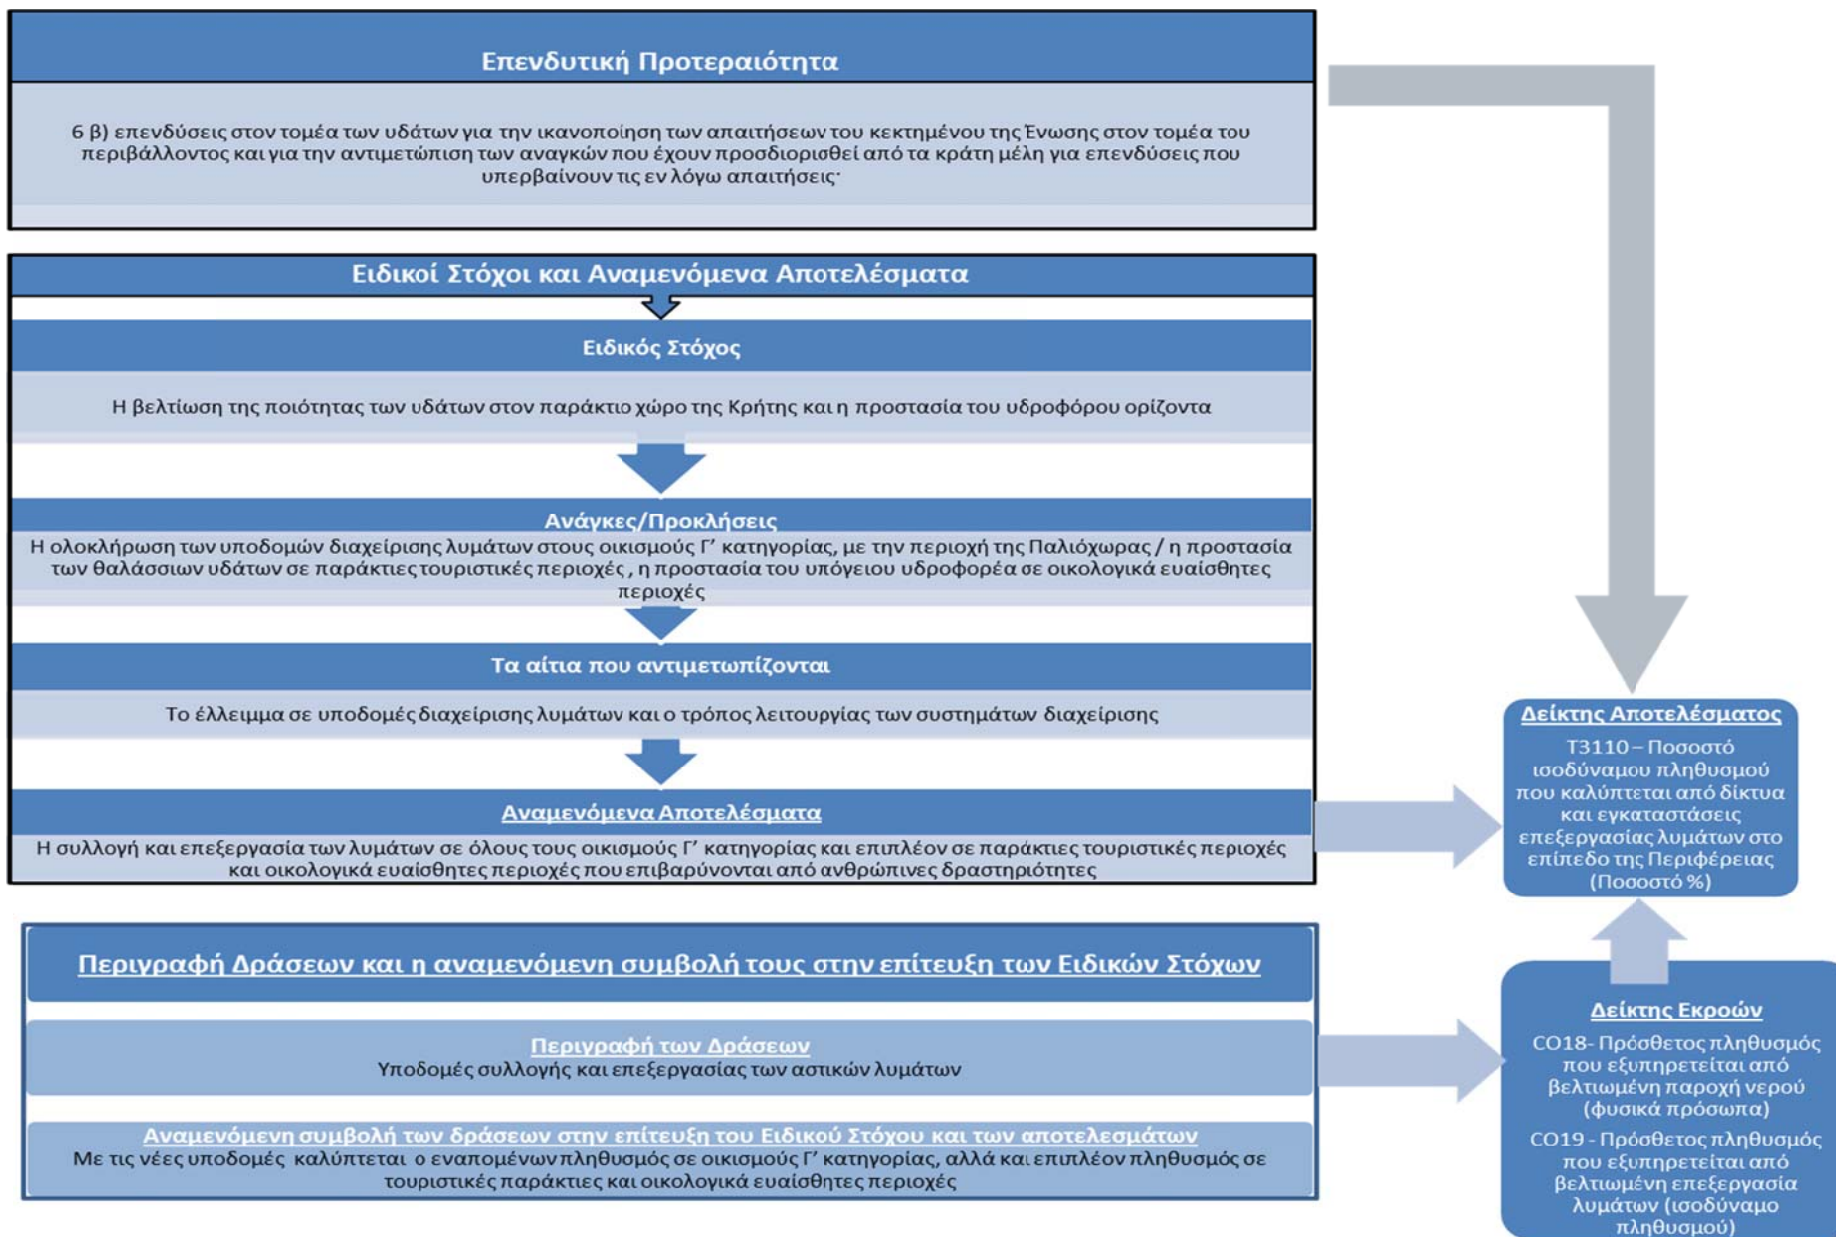 Επενδυτική Προτεραιότητα
6 β) επενδύσεις στον τομέα των υδάτων για την ικανοποίηση των απαιτήσεων του κεκτημένου της Ένωσης στον τομέα του
περιβάλλοντος και για την αντιμετώπιση των αναγκών που έχουν προσδιορισθεί από τα κράτη μέλη για επενδύσεις που
υπερβαίνουν τις εν λόγω απαιτήσεις·
Ειδικοί Στόχοι και Αναμενόμενα Αποτελέσματα
Ειδικός Στόχος
Η βελτίωση της ποιότητας των υδάτων στον παράκτιο χώρο της Κρήτης και η προστασία του υδροφόρου ορίζοντα
Ανάγκες/Προκλήσεις
Η ολοκλήρωση των υποδομών διαχείρισης λυμάτων στους οικισμούς Γ’ κατηγορίας, με την περιοχή της Παλιόχωρας / η προστασία
των θαλάσσιων υδάτων σε παράκτιες τουριστικές περιοχές , η προστασία του υπόγειου υδροφορέα σε οικολογικά ευαίσθητες
περιοχές
Τα αίτια που αντιμετωπίζονται
Το έλλειμμα σε υποδομές διαχείρισης λυμάτων και ο τρόπος λειτουργίας των συστημάτων διαχείρισης
Αναμενόμενα Αποτελέσματα
Η συλλογή και επεξεργασία των λυμάτων σε όλους τους οικισμούς Γ’ κατηγορίας και επιπλέον σε παράκτιες τουριστικές περιοχές
και οικολογικά ευαίσθητες περιοχές που επιβαρύνονται από ανθρώπινες δραστηριότητες
Περιγραφή Δράσεων και η αναμενόμενη συμβολή τους στην επίτευξη των Ειδικών Στόχων
Περιγραφή των Δράσεων
Υποδομές συλλογής και επεξεργασίας των αστικών λυμάτων
Αναμενόμενη συμβολή των δράσεων στην επίτευξη του Ειδικού Στόχου και των αποτελεσμάτων
Με τις νέες υποδομές καλύπτεται ο εναπομένων πληθυσμός σε οικισμούς Γ’ κατηγορίας, αλλά και επιπλέον πληθυσμός σε
τουριστικές παράκτιες και οικολογικά ευαίσθητες περιοχές
Δείκτης Αποτελέσματος
Τ3110 – Ποσοστό
ισοδύναμου πληθυσμού
που καλύπτεται από δίκτυα
και εγκαταστάσεις
επεξεργασίας λυμάτων στο
επίπεδο της Περιφέρειας
(Ποσοστό %)
Δείκτης Εκροών
CO18- Πρόσθετος πληθυσμός
που εξυπηρετείται από
βελτιωμένη παροχή νερού
(φυσικά πρόσωπα)
CO19 - Πρόσθετος πληθυσμός
που εξυπηρετείται από
βελτιωμένη επεξεργασία
λυμάτων (ισοδύναμο
πληθυσμού)